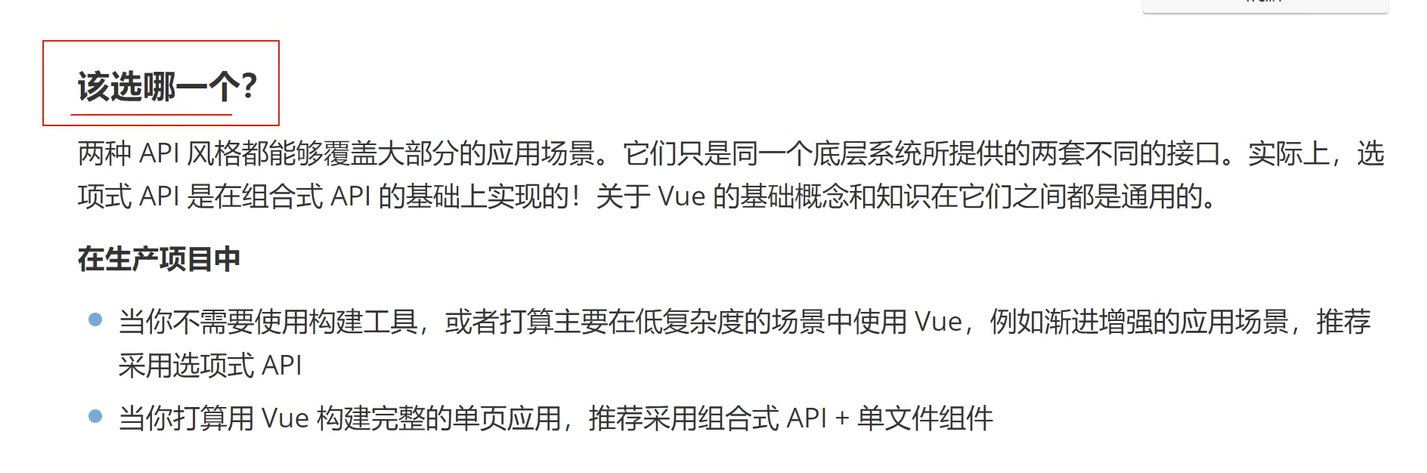 该选哪一个？
两种 API 风格都能够覆盖大部分的应用场景。它们只是同一个底层系统所提供的两套不同的接口。实际上，选
项式 API 是在组合式 API 的基础上实现的！关于 Vue 的基础概念和知识在它们之间都是通用的。
在生产项目中
当你不需要使用构建工具，或者打算主要在低复杂度的场景中使用 Vue，例如渐进增强的应用场景，推荐
采用选项式 API
当你打算用 Vue 构建完整的单页应用，推荐采用组合式 API + 单文件组件